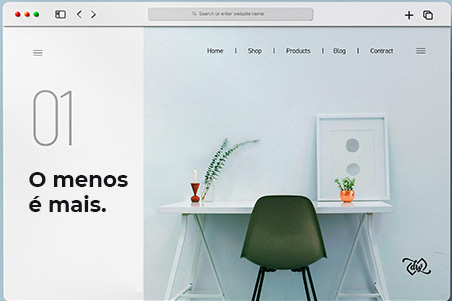 Search or enter website name
Home | Shop | Products | Blog | Contract
01
O menos
é mais.